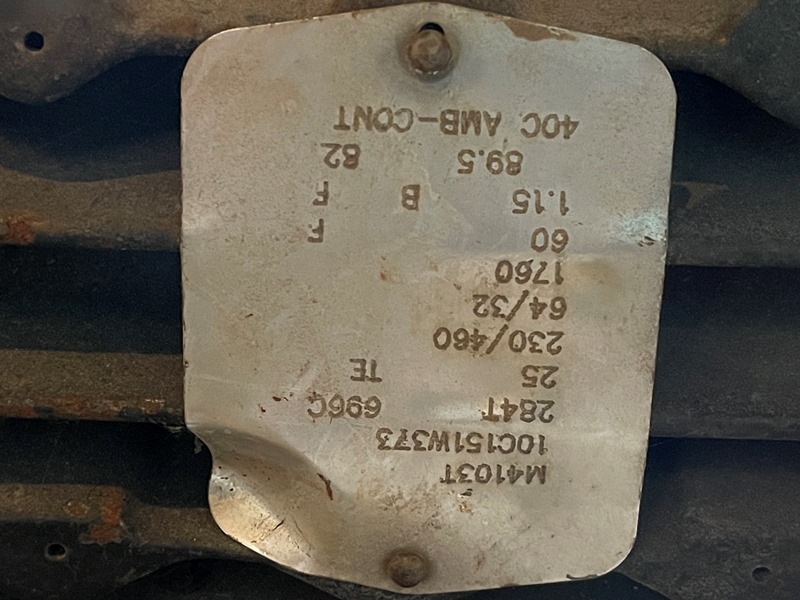 M4103T
10C151W373
284T 696C
25 TE
230/460
64/32
1760
60 F
1.15 B F
89.5 82
40C AMB-CONT